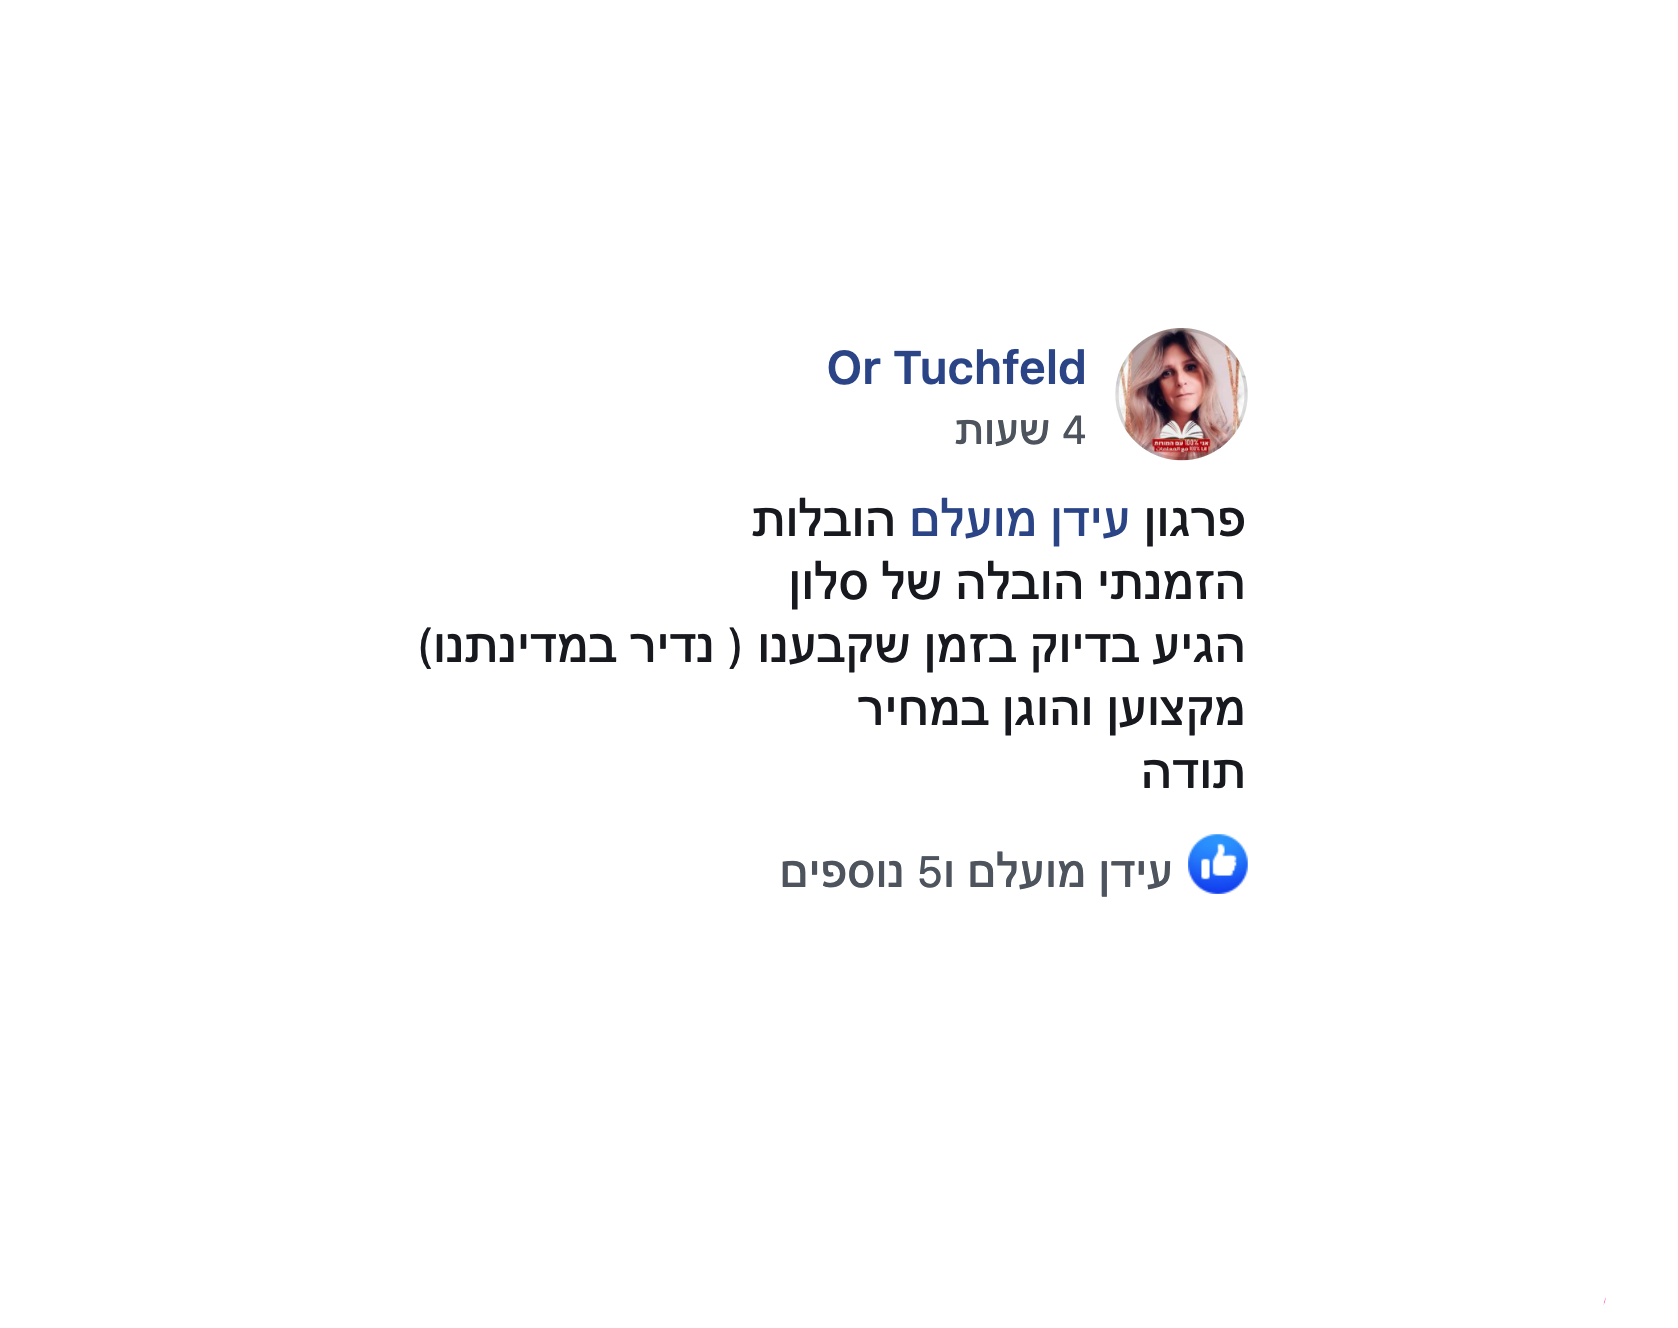 Or Tuchfeld
4 שעות
פרגון עידן מועלם הובלות
הזמנתי הובלה של סלון
הגיע בדיוק בזמן שקבענו ( נדיר במדינתנו)
מקצוען והוגן במחיר
תודה
עידן מועלם ו5 נוספים